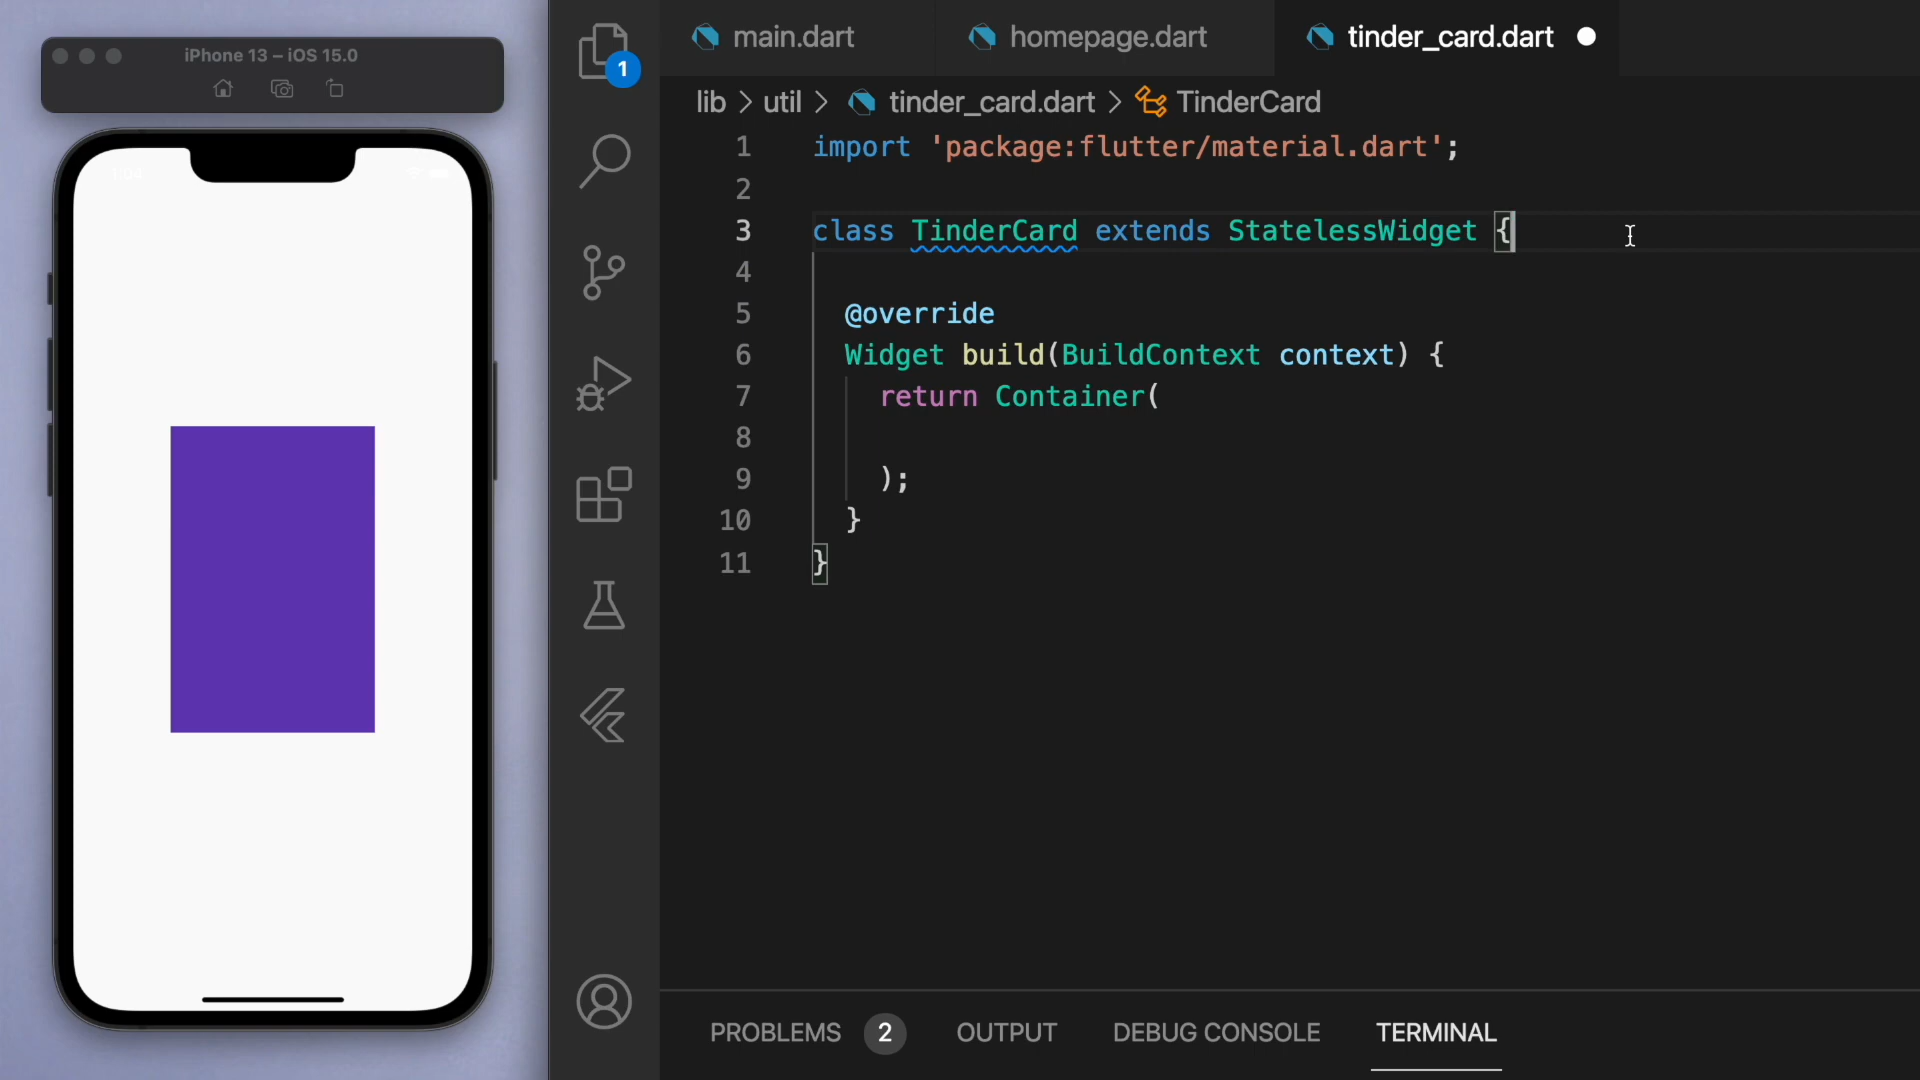 iPhone 13 – iOS 15.0
1
main.dart
homepage.dart
tinder_card.dart
lib > util > tinder_card.dart > TinderCard
1 import 'package:flutter/material.dart';
2
3 class TinderCard extends StatelessWidget {
4
5 @override
6 Widget build(BuildContext context) {
7 return Container(
8
9 );
10 }
11 }
PROBLEMS 2 OUTPUT DEBUG CONSOLE TERMINAL